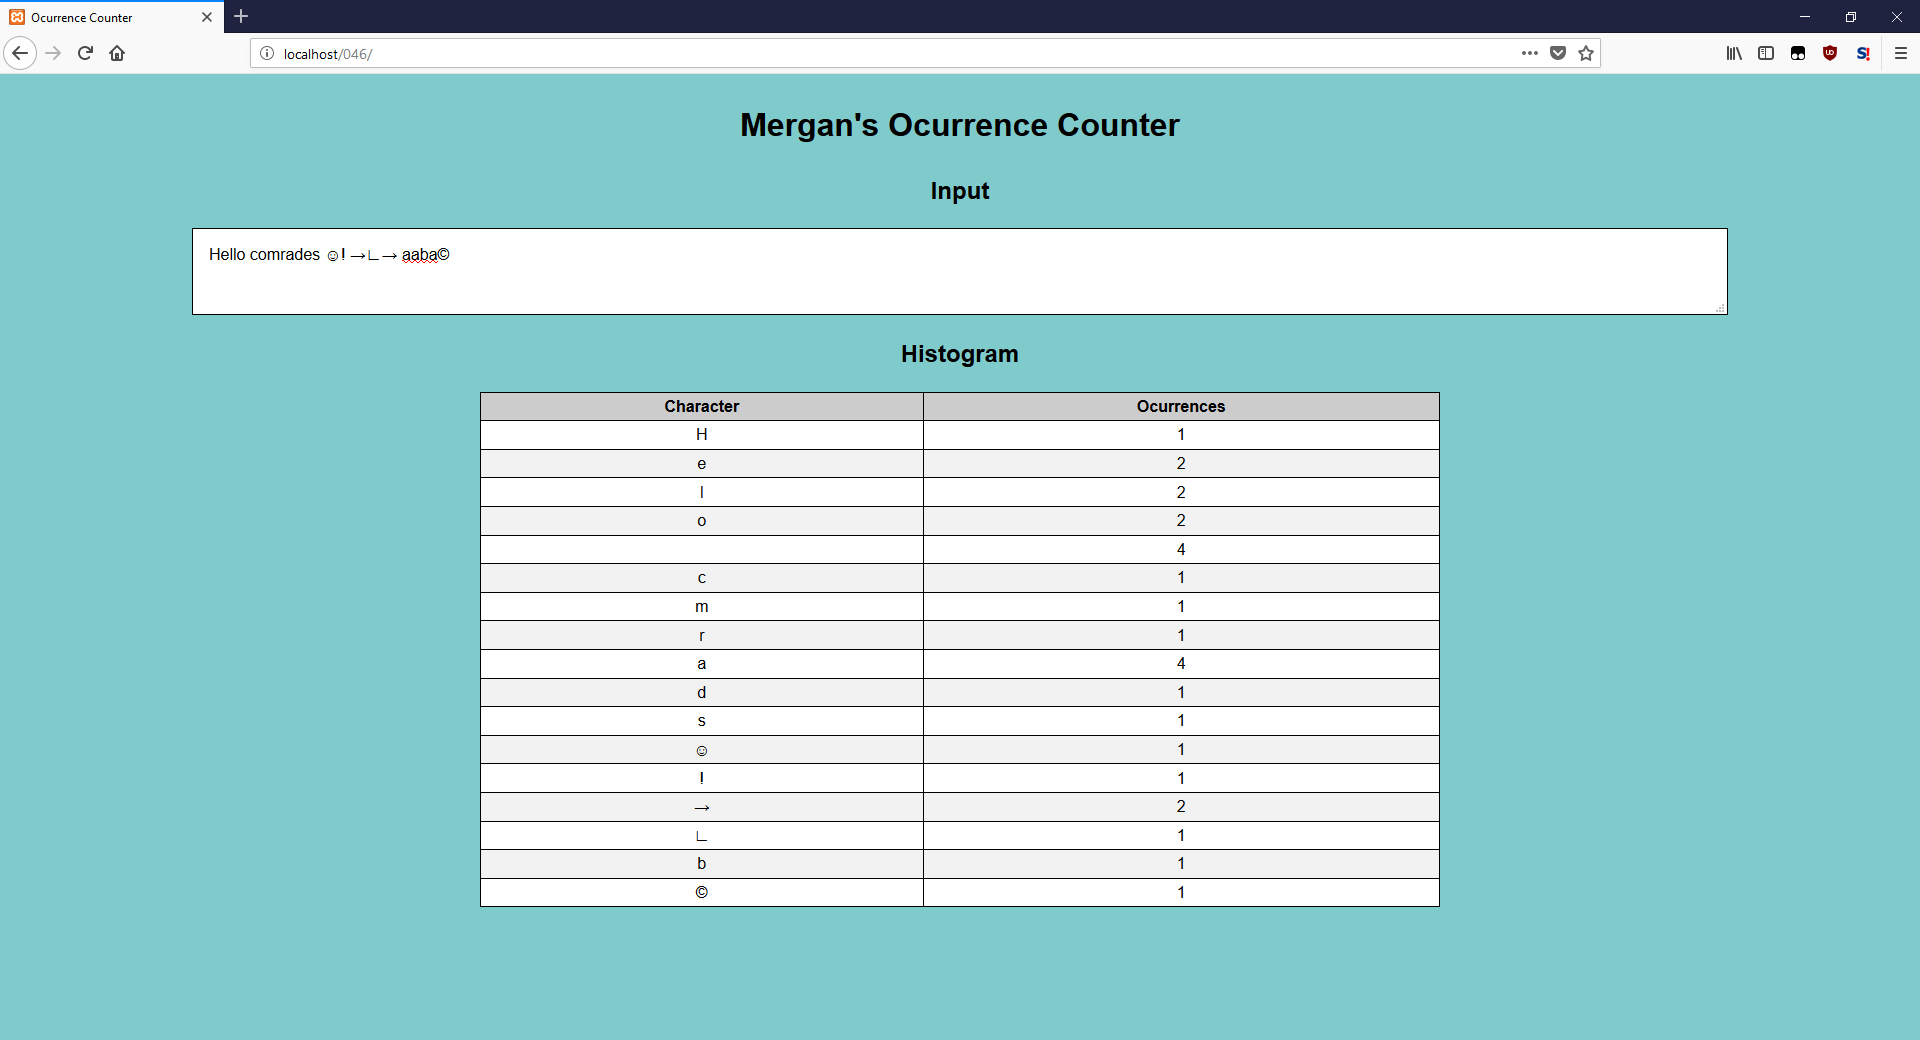 Ocurrence Counter
localhost/046/
Mergan's Ocurrence Counter
Input
Hello comrades ☺! →∟→ aaba©
Histogram
Character Ocurrences
H 1
e 2
l 2
o 2
4
c 1
m 1
r 1
a 4
d 1
s 1
☺ 1
! 1
→ 2
∟ 1
b 1
© 1